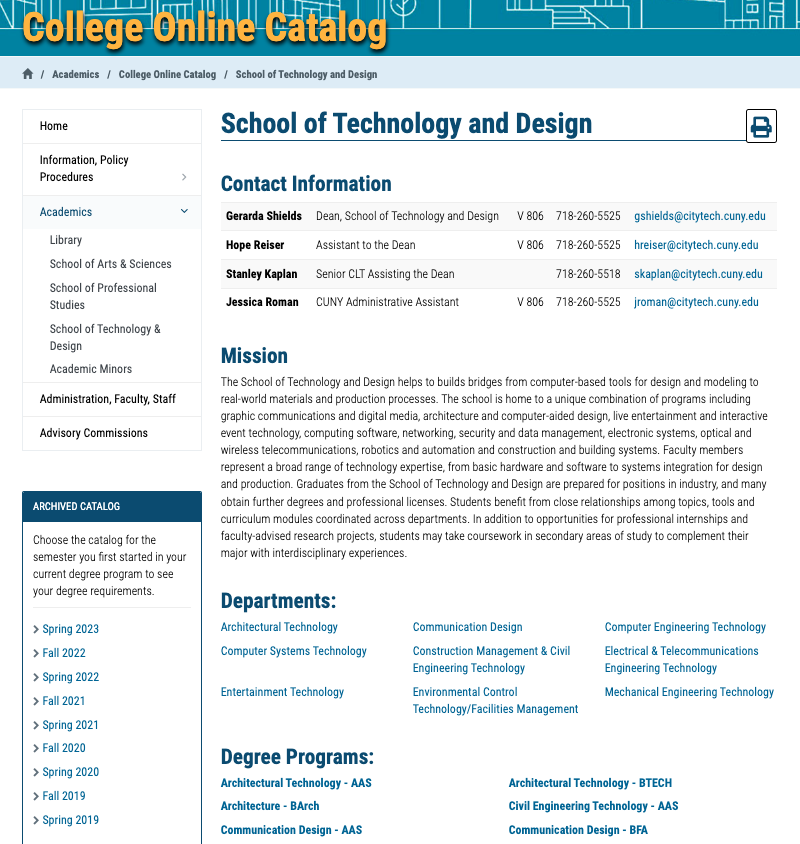 College Online Catalog
/ Academics / College Online Catalog / School of Technology and Design
Home
Information, Policy
Procedures
Academics
Library
School of Arts & Sciences
School of Professional
Studies
School of Technology &
Design
Academic Minors
Administration, Faculty, Staff
Advisory Commissions
ARCHIVED CATALOG
Choose the catalog for the
semester you first started in your
current degree program to see
your degree requirements.
Spring 2023
Fall 2022
Spring 2022
Fall 2021
Spring 2021
Fall 2020
Spring 2020
Fall 2019
Spring 2019
School of Technology and Design
Contact Information
Gerarda Shields Dean, School of Technology and Design V 806 718-260-5525 gshields@citytech.cuny.edu
Hope Reiser Assistant to the Dean V 806 718-260-5525 hreiser@citytech.cuny.edu
Stanley Kaplan Senior CLT Assisting the Dean 718-260-5518 skaplan@citytech.cuny.edu
Jessica Roman CUNY Administrative Assistant V 806 718-260-5525 jroman@citytech.cuny.edu
Mission
The School of Technology and Design helps to builds bridges from computer-based tools for design and modeling to
real-world materials and production processes. The school is home to a unique combination of programs including
graphic communications and digital media, architecture and computer-aided design, live entertainment and interactive
event technology, computing software, networking, security and data management, electronic systems, optical and
wireless telecommunications, robotics and automation and construction and building systems. Faculty members
represent a broad range of technology expertise, from basic hardware and software to systems integration for design
and production. Graduates from the School of Technology and Design are prepared for positions in industry, and many
obtain further degrees and professional licenses. Students benefit from close relationships among topics, tools and
curriculum modules coordinated across departments. In addition to opportunities for professional internships and
faculty-advised research projects, students may take coursework in secondary areas of study to complement their
major with interdisciplinary experiences.
Departments:
Architectural Technology
Communication Design
Computer Engineering Technology
Computer Systems Technology
Construction Management & Civil
Engineering Technology
Electrical & Telecommunications
Engineering Technology
Entertainment Technology
Environmental Control
Technology/Facilities Management
Mechanical Engineering Technology
Degree Programs:
Architectural Technology - AAS
Architectural Technology - BTECH
Architecture - BArch
Civil Engineering Technology - AAS
Communication Design - AAS
Communication Design - BFA